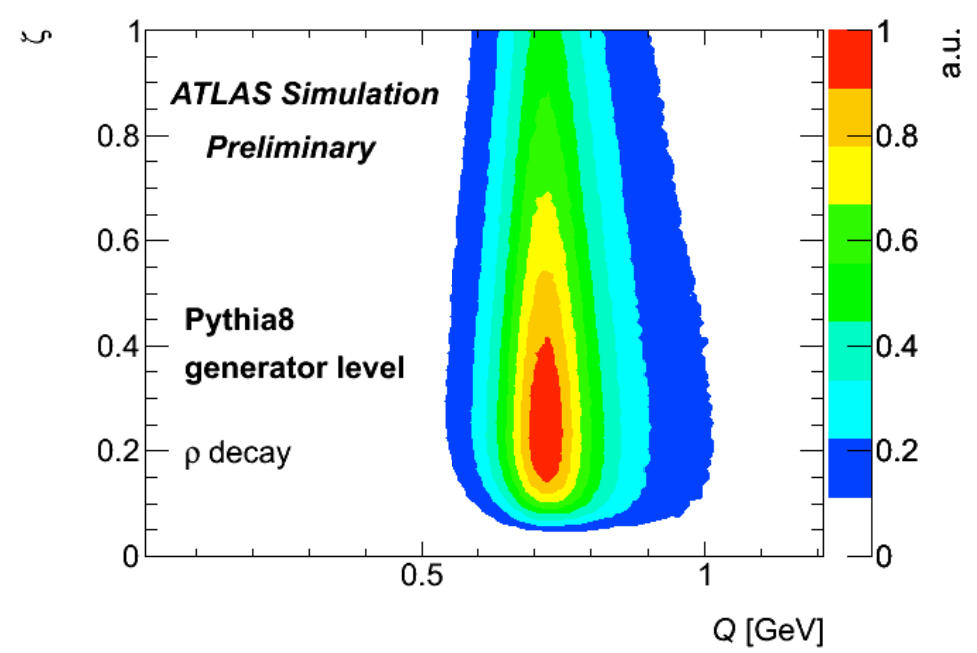 ζ
1
0.8
0.6
0.4
0.2
0
ATLAS Simulation
Preliminary
Pythia8
generator level
ρ decay
0.5
1
Q [GeV]
1
0.8
0.6
0.4
0.2
0
a.u.